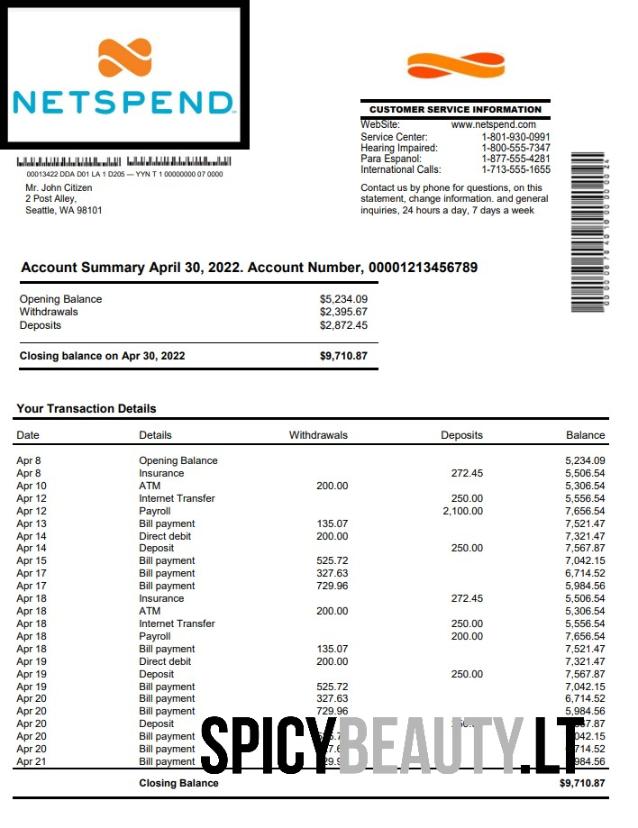 NETSPEND
CUSTOMER SERVICE INFORMATION
WebSite: www.netspend.com
Service Center: 1-801-930-0991
Hearing Impaired: 1-800-555-7347
Para Espanol: 1-877-555-4281
International Calls: 1-713-555-1655
Contact us by phone for questions, on this
statement, change information. and general
inquiries, 24 hours a day, 7 days a week
00013422 DDA D01 LA 1 D205 — YYN T 1 00000000 07 0000
Mr. John Citizen
2 Post Alley,
Seattle, WA 98101
Account Summary April 30, 2022. Account Number, 00001213456789
Opening Balance $5,234.09
Withdrawals $2,395.67
Deposits $2,872.45
Closing balance on Apr 30, 2022 $9,710.87
Your Transaction Details
Date Details Withdrawals Deposits Balance
Apr 8 Opening Balance 5,234.09
Apr 8 Insurance 272.45 5,506.54
Apr 10 ATM 200.00 5,306.54
Apr 12 Internet Transfer 250.00 5,556.54
Apr 12 Payroll 2,100.00 7,656.54
Apr 13 Bill payment 135.07 7,521.47
Apr 14 Direct debit 200.00 7,321.47
Apr 14 Deposit 250.00 7,567.87
Apr 15 Bill payment 525.72 7,042.15
Apr 17 Bill payment 327.63 6,714.52
Apr 17 Bill payment 729.96 5,984.56
Apr 18 Insurance 272.45 5,506.54
Apr 18 ATM 200.00 5,306.54
Apr 18 Internet Transfer 250.00 5,556.54
Apr 18 Payroll 200.00 7,656.54
Apr 18 Bill payment 135.07 7,521.47
Apr 19 Direct debit 200.00 7,321.47
Apr 19 Deposit 250.00 7,567.87
Apr 19 Bill payment 525.72 7,042.15
Apr 20 Bill payment 327.63 6,714.52
Apr 20 Bill payment 729.96 5,984.56
Apr 20 Deposit
Apr 20 Bill payment
Apr 20 Bill payment
Apr 21 Bill payment
SPICYBEAUTY.LT
Closing Balance $9,710.87